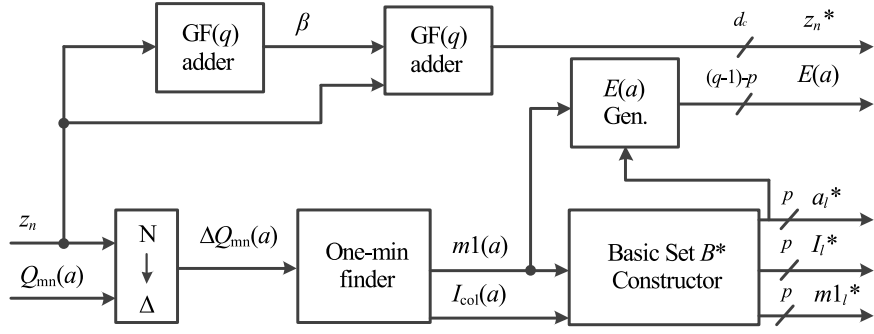 GF(q)
adder
β
GF(q)
adder
d_c
z_n*
E(a)
Gen.
(q-1)-p
E(a)
z_n
Q_mn(a)
N
Δ
ΔQ_mn(a)
One-min
finder
m1(a)
I_col(a)
Basic Set B*
Constructor
p
a_l*
p
I_l*
p
m1_l*